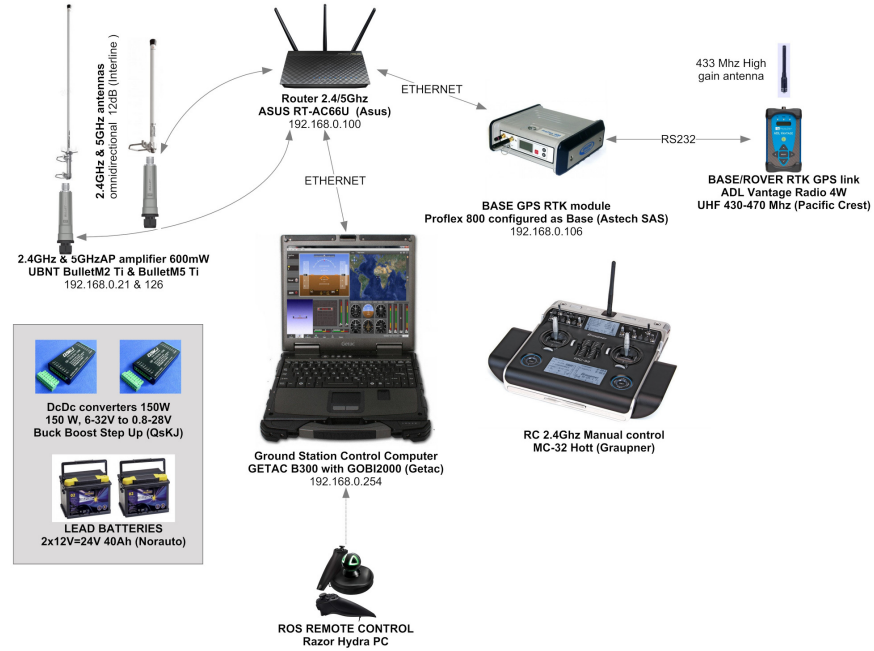 2.4GHz & 5GHz antennas
omnidirectional  12dB (Interline )
Router 2.4/5Ghz
ASUS RT-AC66U  (Asus)
192.168.0.100
ETHERNET
433 Mhz High
gain antenna
RS232
BASE GPS RTK module
Proflex 800 configured as Base (Astech SAS)
192.168.0.106
BASE/ROVER RTK GPS link
ADL Vantage Radio 4W
UHF 430-470 Mhz (Pacific Crest)
ETHERNET
2.4GHz & 5GHzAP amplifier 600mW
UBNT BulletM2 Ti & BulletM5 Ti
192.168.0.21 & 126
DcDc converters 150W
150 W, 6-32V to 0.8-28V
Buck Boost Step Up (QsKJ)
LEAD BATTERIES
2x12V=24V 40Ah (Norauto)
Ground Station Control Computer
GETAC B300 with GOBI2000 (Getac)
192.168.0.254
RC 2.4Ghz Manual control
MC-32 Hott (Graupner)
ROS REMOTE CONTROL
Razor Hydra PC